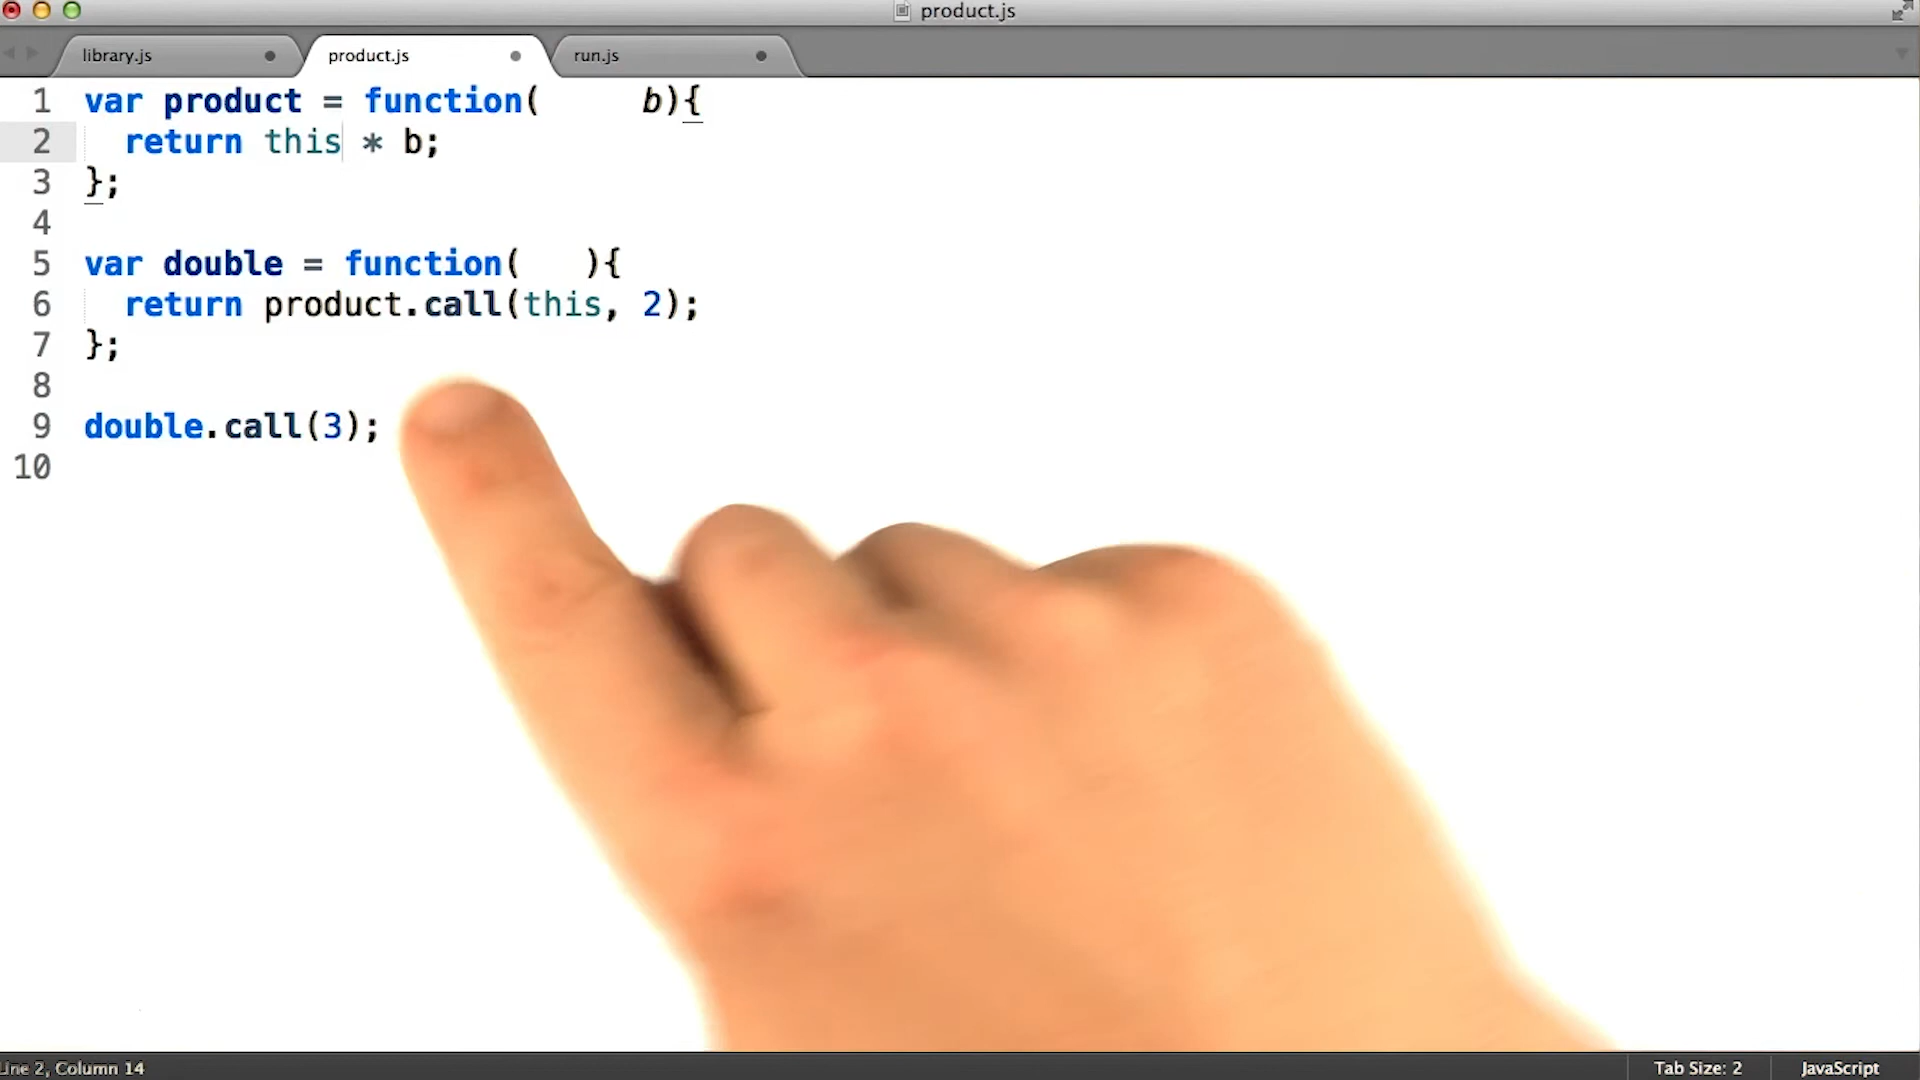 product.js
library.js
product.js
run.js
1 var product = function(     b){
2   return this * b;
3 };
4
5 var double = function(   ){
6   return product.call(this, 2);
7 };
8
9 double.call(3);
10
Line 2, Column 14
Tab Size: 2
JavaScript